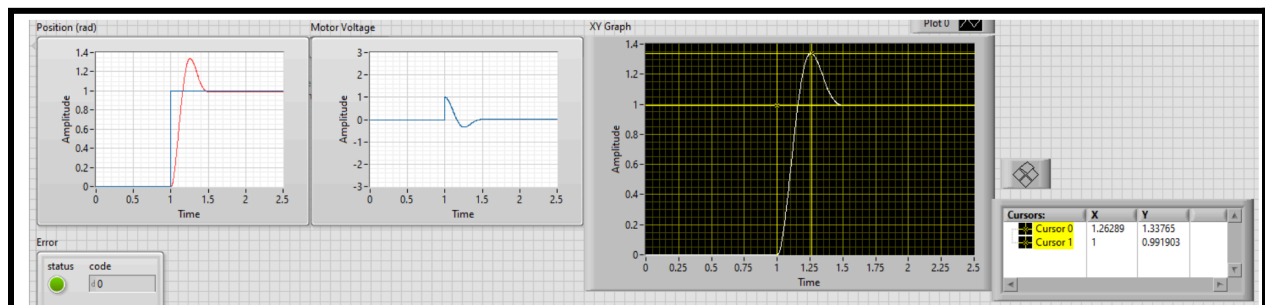 Position (rad)
Amplitude
1.4
1.2
1
0.8
0.6
0.4
0.2
0
0 0.5 1 1.5 2 2.5
Time
Motor Voltage
Amplitude
3
2
1
0
-1
-2
-3
0 0.5 1 1.5 2 2.5
Time
XY Graph
Plot 0
Amplitude
1.4
1.2
1
0.8
0.6
0.4
0.2
0
0 0.25 0.5 0.75 1 1.25 1.5 1.75 2 2.25 2.5
Time
Cursors: X Y
Cursor 0 1.26289 1.33765
Cursor 1 1 0.991903
Error
status code
d 0